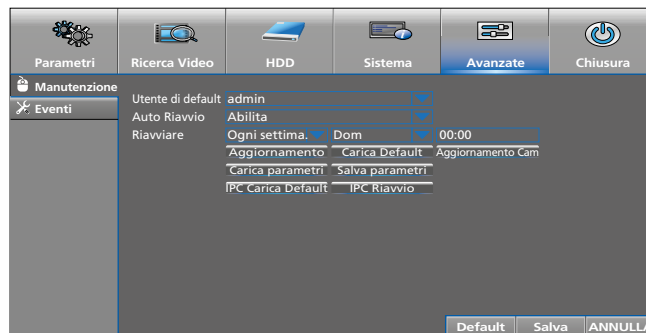 Parametri Ricerca Video HDD Sistema Avanzate Chiusura
Manutenzione
Eventi
Utente di default admin
Auto Riavvio Abilita
Riavviare Ogni settima. Dom 00:00
Aggiornamento Carica Default Aggiornamento Cam
Carica parametri Salva parametri
IPC Carica Default IPC Riavvio
Default Salva ANNULLA